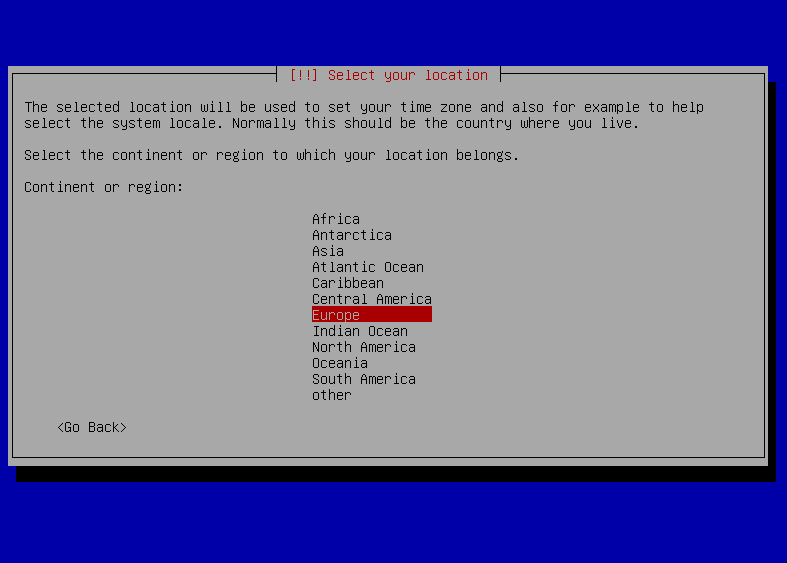 [!!] Select your location
The selected location will be used to set your time zone and also for example to help
select the system locale. Normally this should be the country where you live.
Select the continent or region to which your location belongs.
Continent or region:
Africa
Antarctica
Asia
Atlantic Ocean
Caribbean
Central America
Europe
Indian Ocean
North America
Oceania
South America
other
<Go Back>